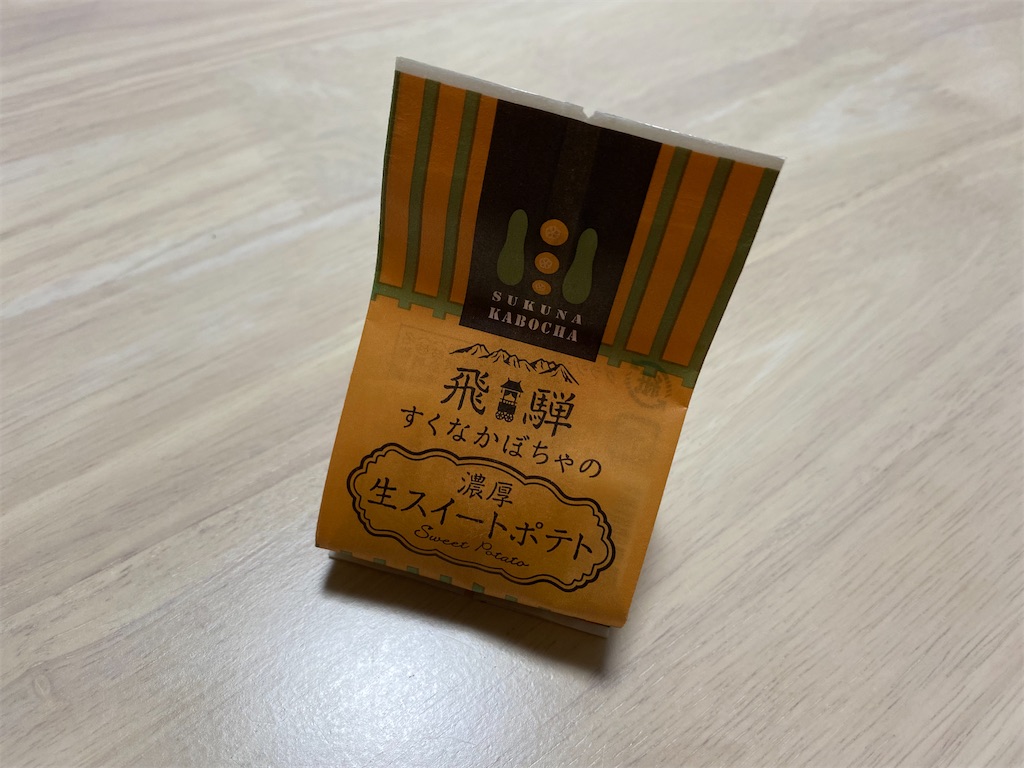 SUKUNA
KABOCHA
飛騨
すくなかぼちゃの
濃厚
生スイートポテト
Sweet Potato